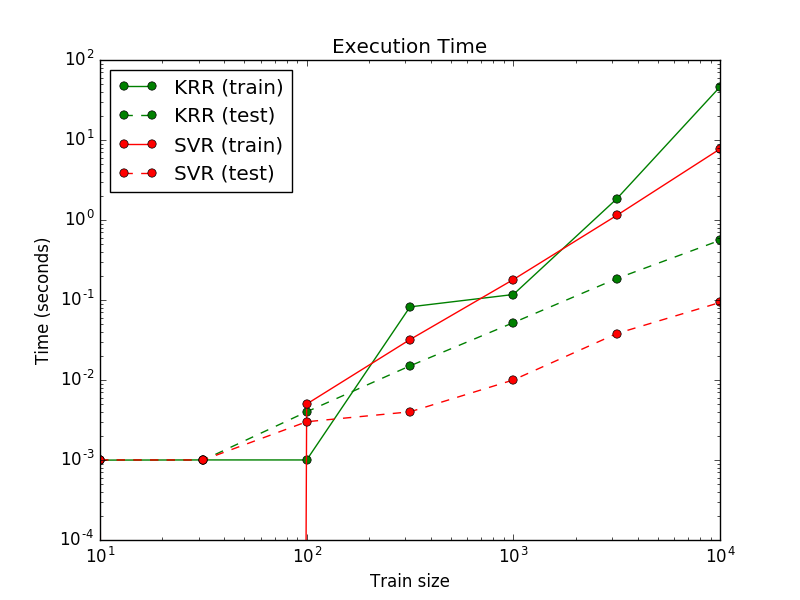 Execution Time
KRR (train)
KRR (test)
SVR (train)
SVR (test)
Time (seconds)
10^2
10^1
10^0
10^-1
10^-2
10^-3
10^-4
10^1 10^2 10^3 10^4
Train size